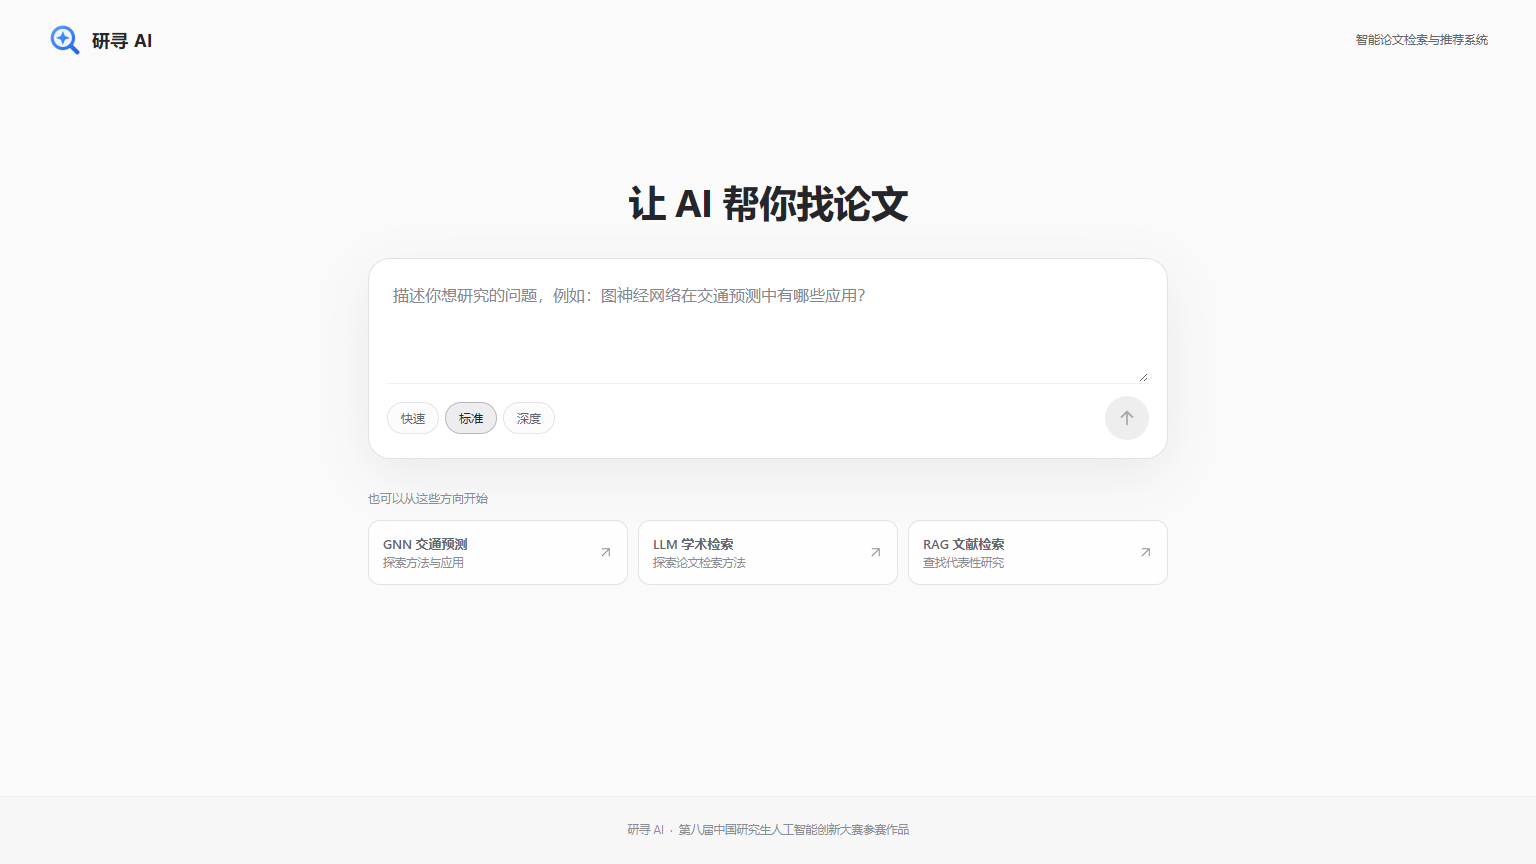 研寻 AI
智能论文检索与推荐系统
让 AI 帮你找论文
描述你想研究的问题，例如：图神经网络在交通预测中有哪些应用？
快速
标准
深度
也可以从这些方向开始
GNN 交通预测
探索方法与应用
LLM 学术检索
探索论文检索方法
RAG 文献检索
查找代表性研究
研寻 AI · 第八届中国研究生人工智能创新大赛参赛作品